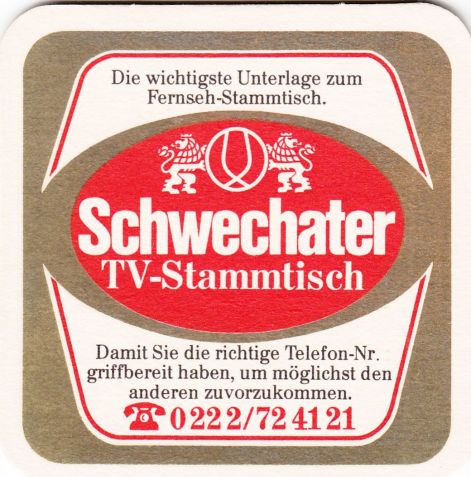 Die wichtigste Unterlage zum
Fernseh-Stammtisch.
Schwechater
TV-Stammtisch
Damit Sie die richtige Telefon-Nr.
griffbereit haben, um möglichst den
anderen zuvorzukommen.
☎ 0222/724121